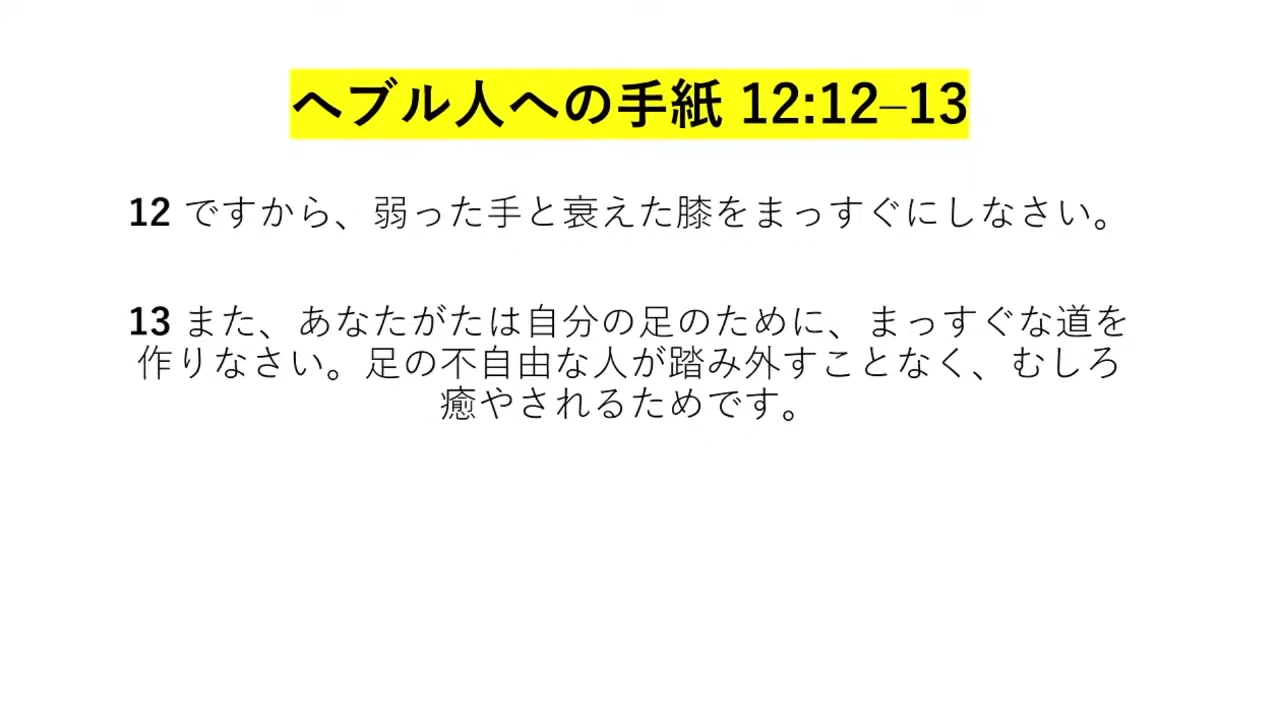 ヘブル人への手紙 12:12–13
12 ですから、弱った手と衰えた膝をまっすぐにしなさい。
13 また、あなたがたは自分の足のために、まっすぐな道を
作りなさい。足の不自由な人が踏み外すことなく、むしろ
癒やされるためです。